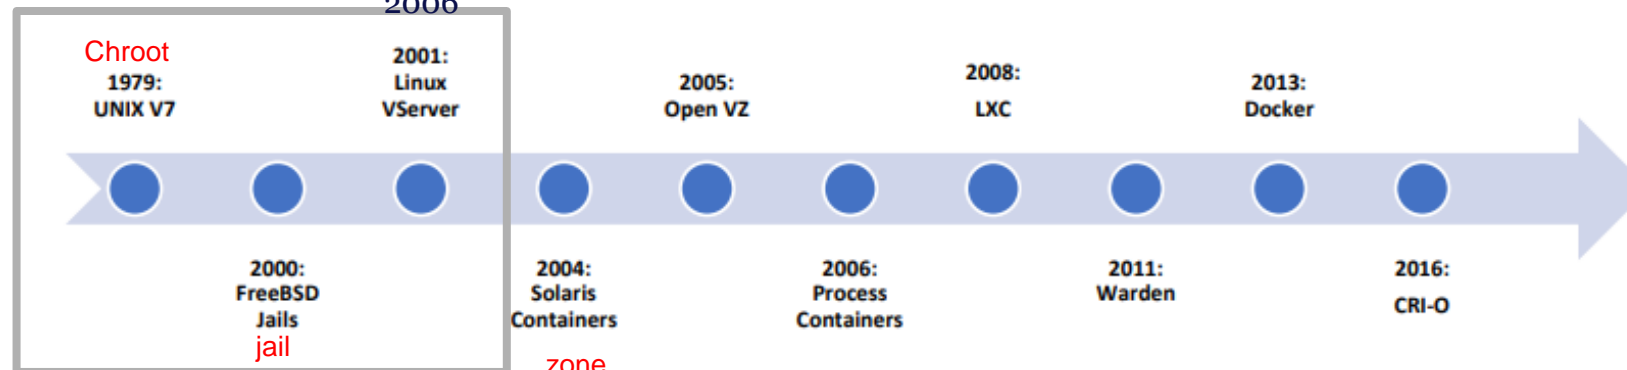 2006
Chroot
1979:
UNIX V7
2001:
Linux
VServer
2005:
Open VZ
2008:
LXC
2013:
Docker
2000:
FreeBSD
Jails
jail
2004:
Solaris
Containers
zone
2006:
Process
Containers
2011:
Warden
2016:
CRI-O